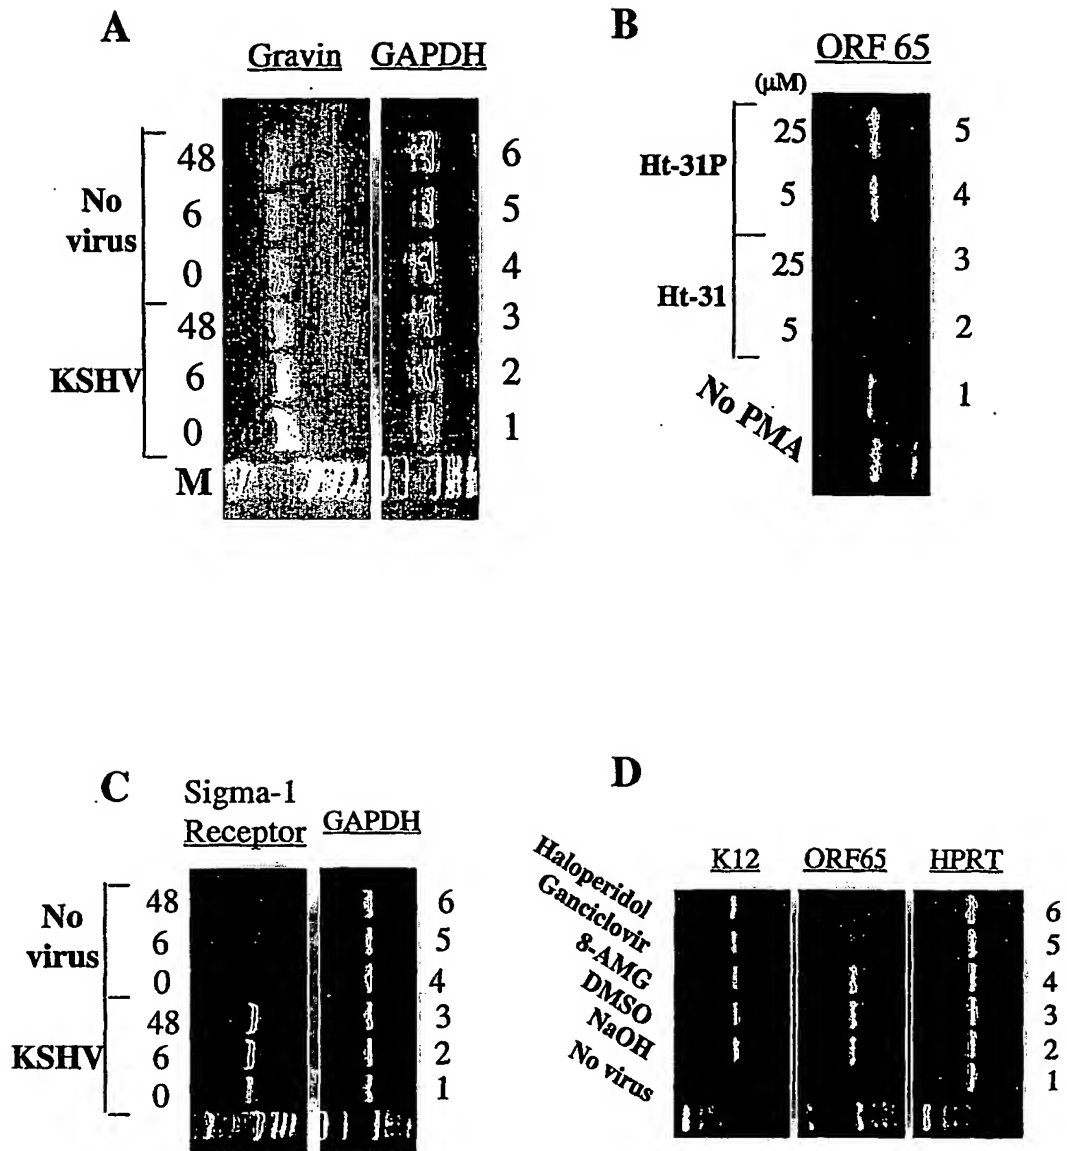 A
Gravin GAPDH
No virus
48 6
6 5
0 4
KSHV
48 3
6 2
0 1
M
B
ORF 65
(μM)
Ht-31P
25 5
5 4
Ht-31
25 3
5 2
No PMA 1
C
Sigma-1 Receptor GAPDH
No virus
48 6
6 5
0 4
KSHV
48 3
6 2
0 1
D
K12 ORF65 HPRT
Haloperidol 6
Ganciclovir 5
8-AMG 4
DMSO 3
NaOH 2
No virus 1